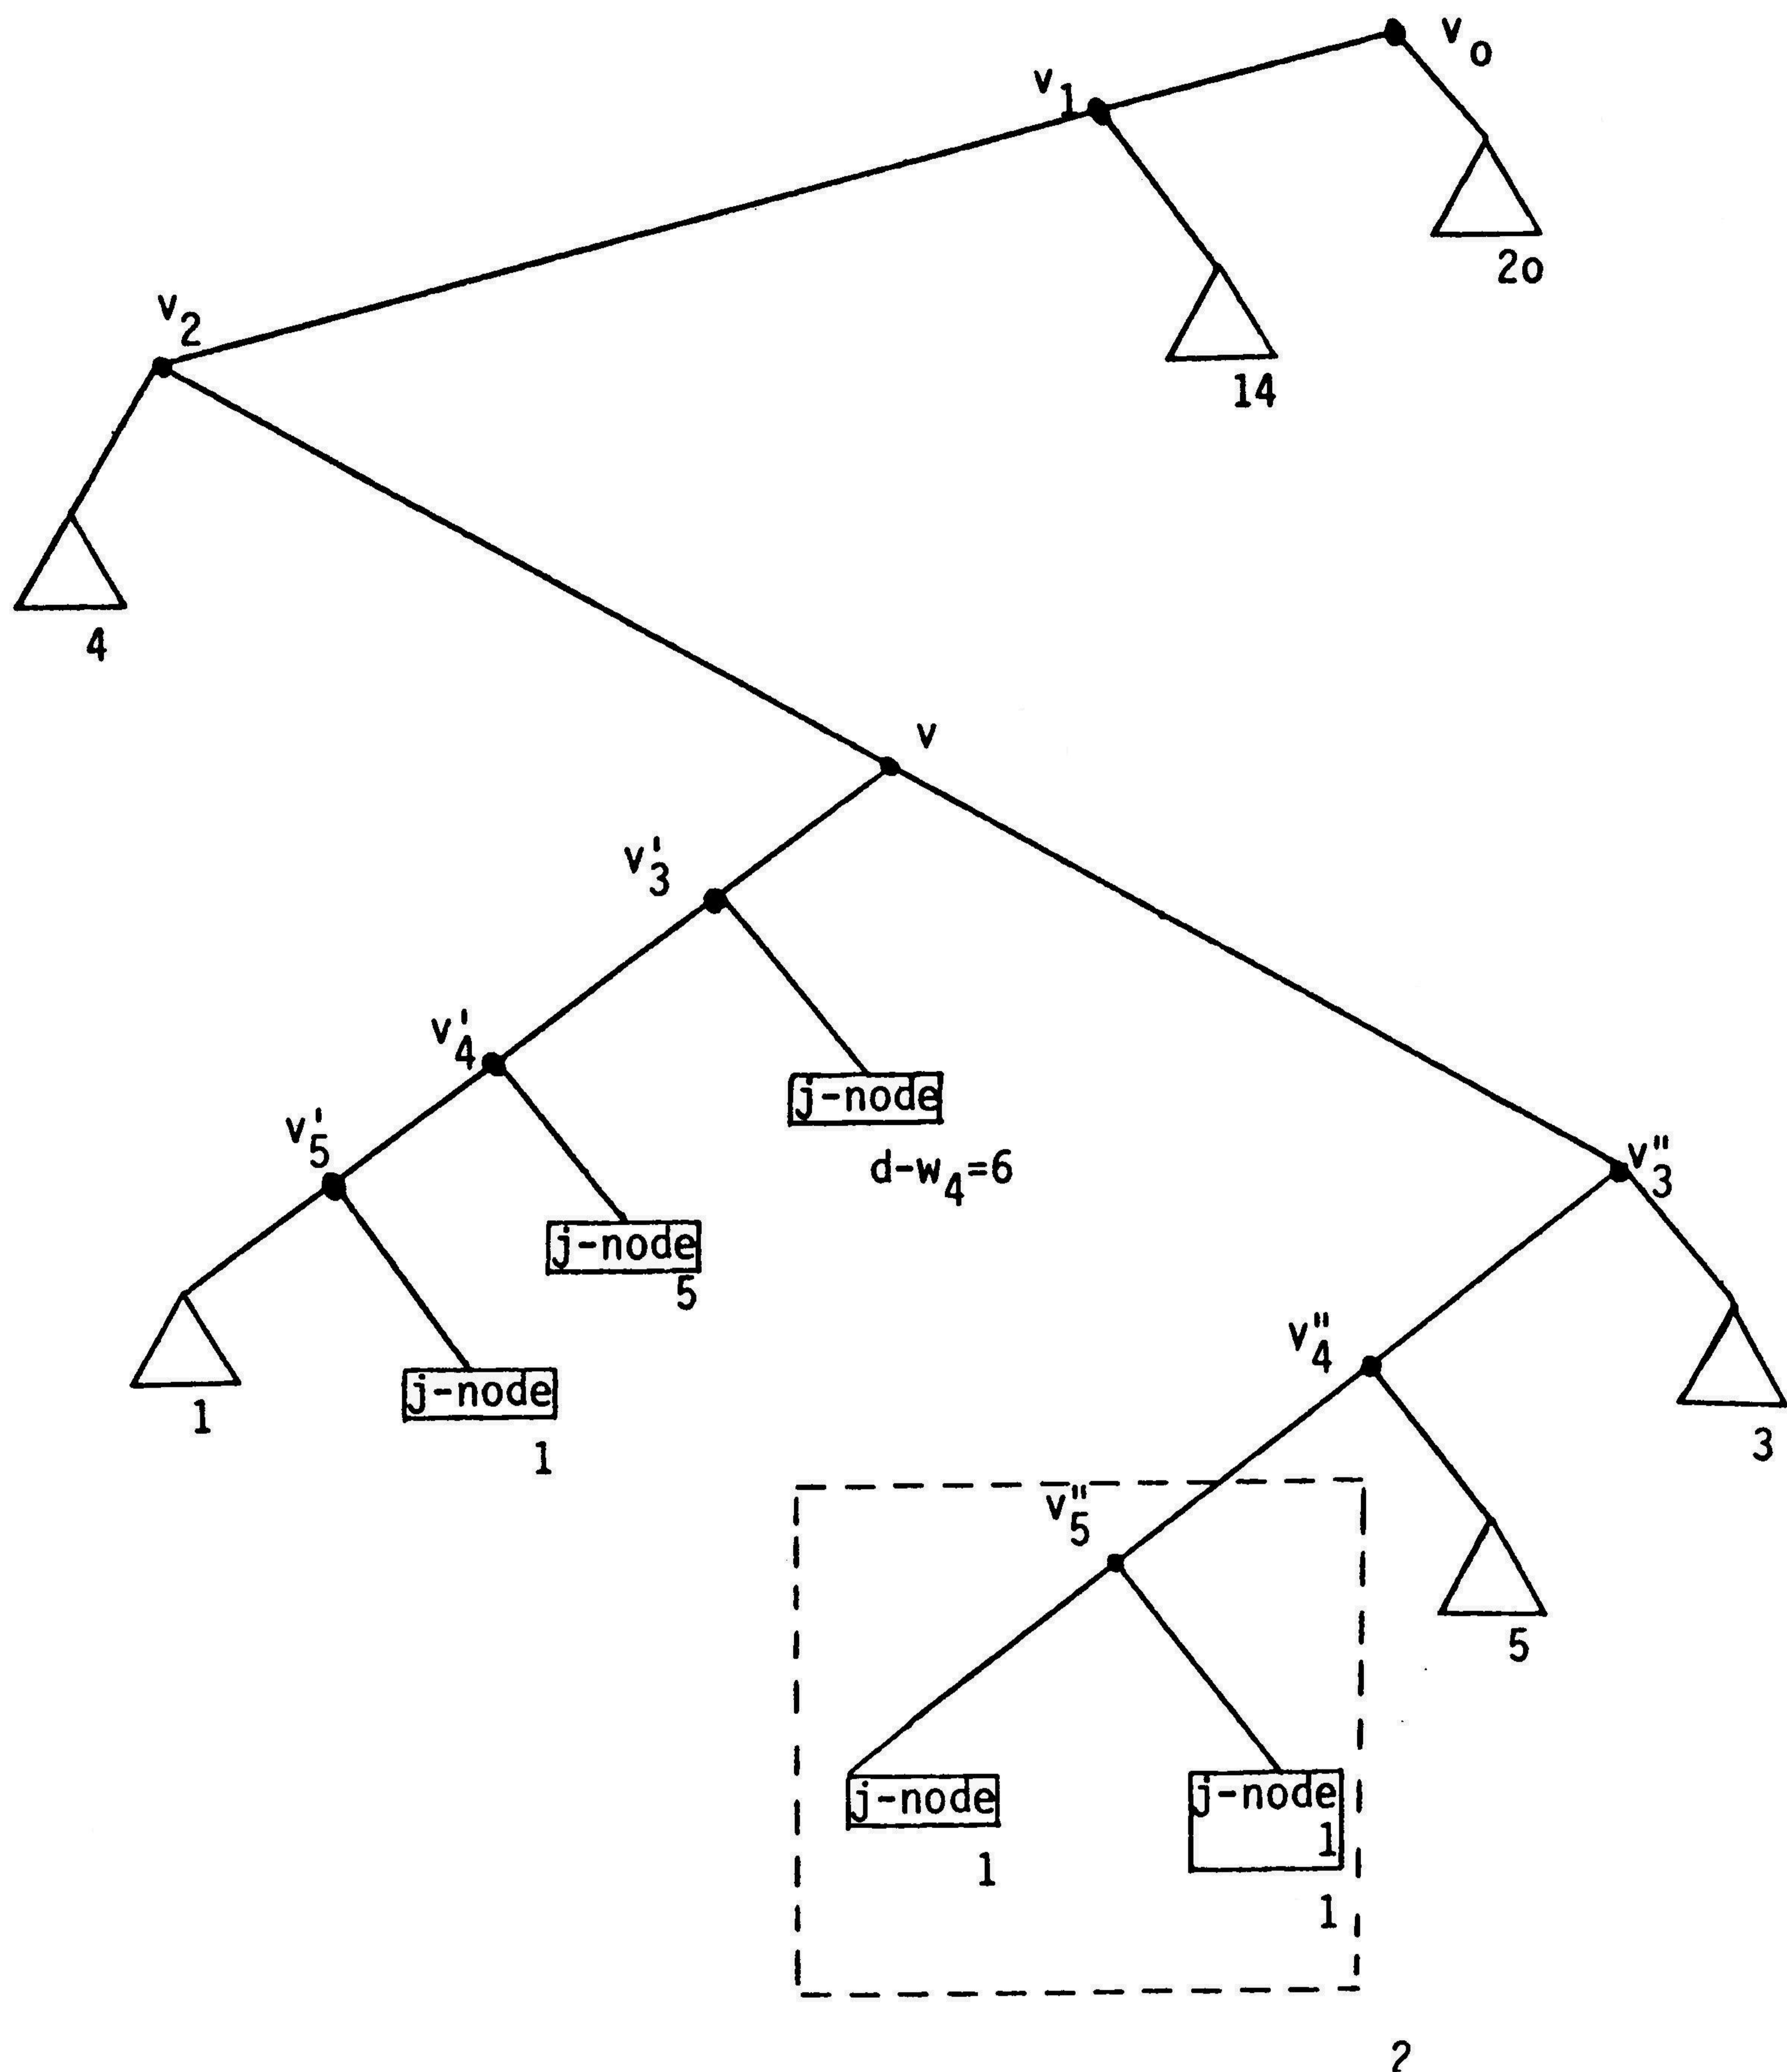 v₀
v₁
2o
v₂
14
4
v
v'₃
v'₄
j-node
v'₅
d-w₄=6
v"₃
j-node
5
v"₄
j-node
1
3
1
v"₅
5
j-node
j-node
1
1
1
2